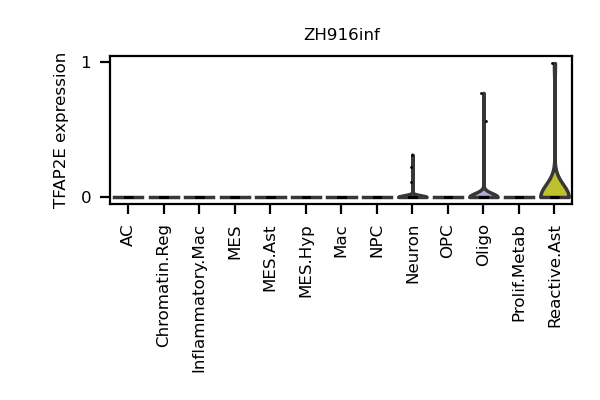 ZH916inf
TFAP2E expression
1
0
AC
Chromatin.Reg
Inflammatory.Mac
MES
MES.Ast
MES.Hyp
Mac
NPC
Neuron
OPC
Oligo
Prolif.Metab
Reactive.Ast